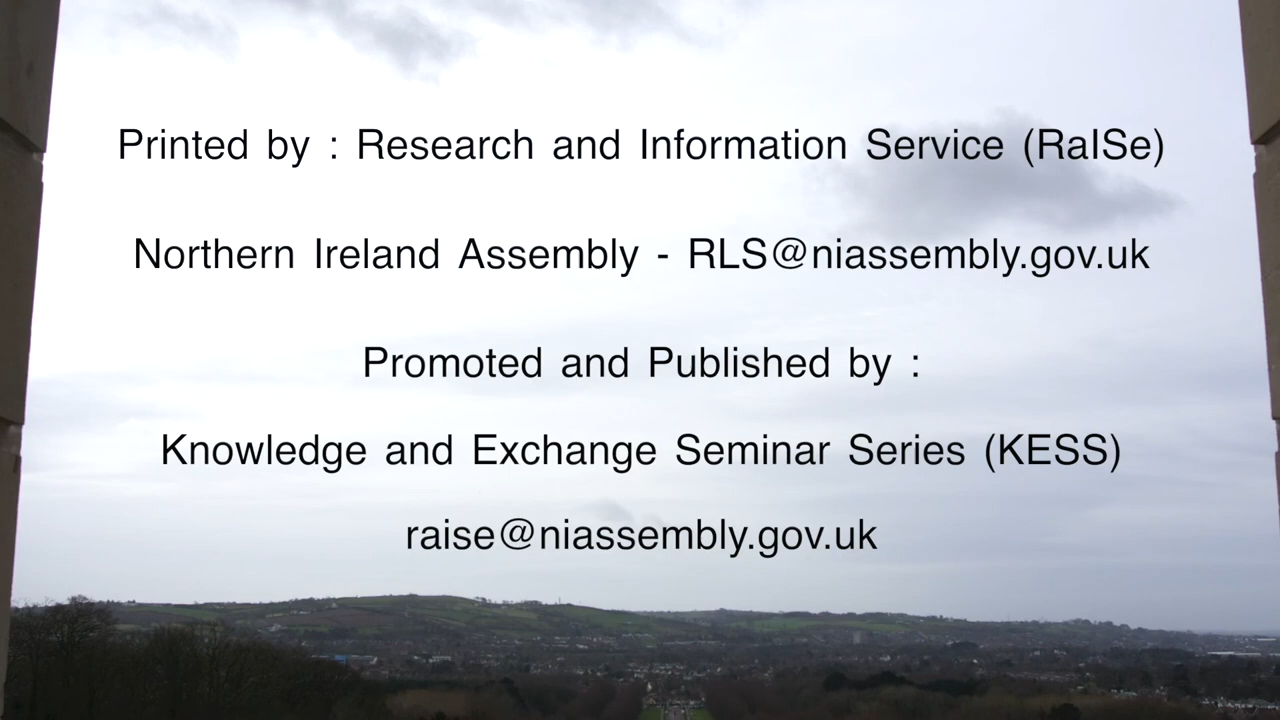 Printed by : Research and Information Service (RaISe)
Northern Ireland Assembly - RLS@niassembly.gov.uk
Promoted and Published by :
Knowledge and Exchange Seminar Series (KESS)
raise@niassembly.gov.uk